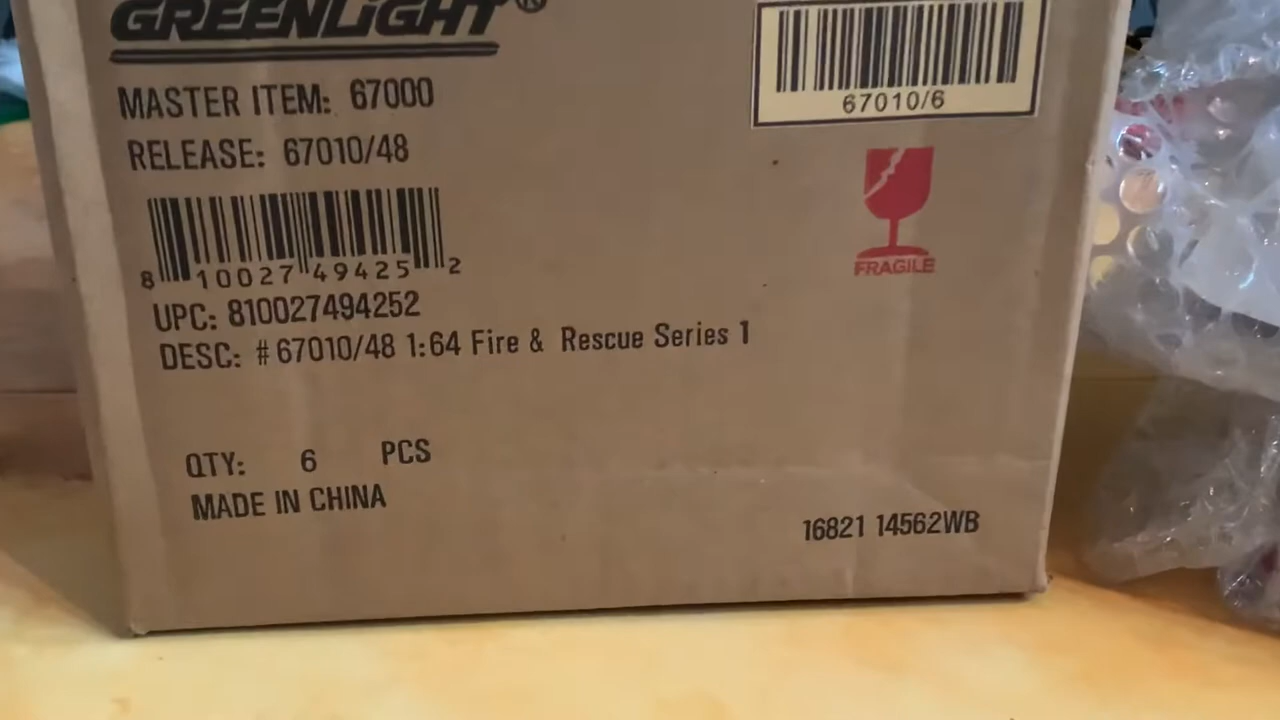 GREENLIGHT®
MASTER ITEM: 67000
RELEASE: 67010/48
8 10027 49425 2
UPC: 810027494252
DESC: #67010/48 1:64 Fire & Rescue Series 1
QTY: 6 PCS
MADE IN CHINA
67010/6
FRAGILE
16821 14562WB